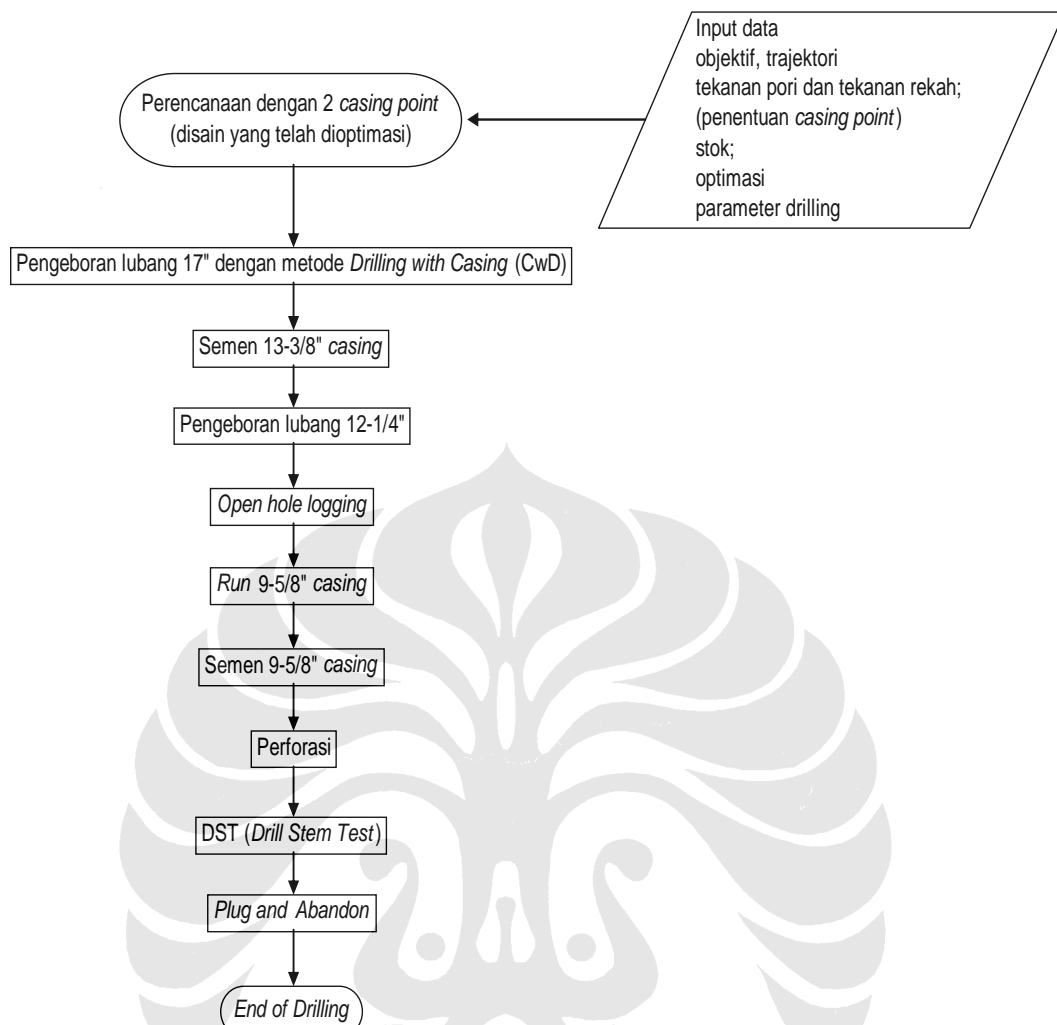 Input data
objektif, trajektori
tekanan pori dan tekanan rekah;
(penentuan casing point)
stok;
optimasi
parameter drilling
Perencanaan dengan 2 casing point
(disain yang telah dioptimasi)
Pengeboran lubang 17" dengan metode Drilling with Casing (CwD)
Semen 13-3/8" casing
Pengeboran lubang 12-1/4"
Open hole logging
Run 9-5/8" casing
Semen 9-5/8" casing
Perforasi
DST (Drill Stem Test)
Plug and Abandon
End of Drilling